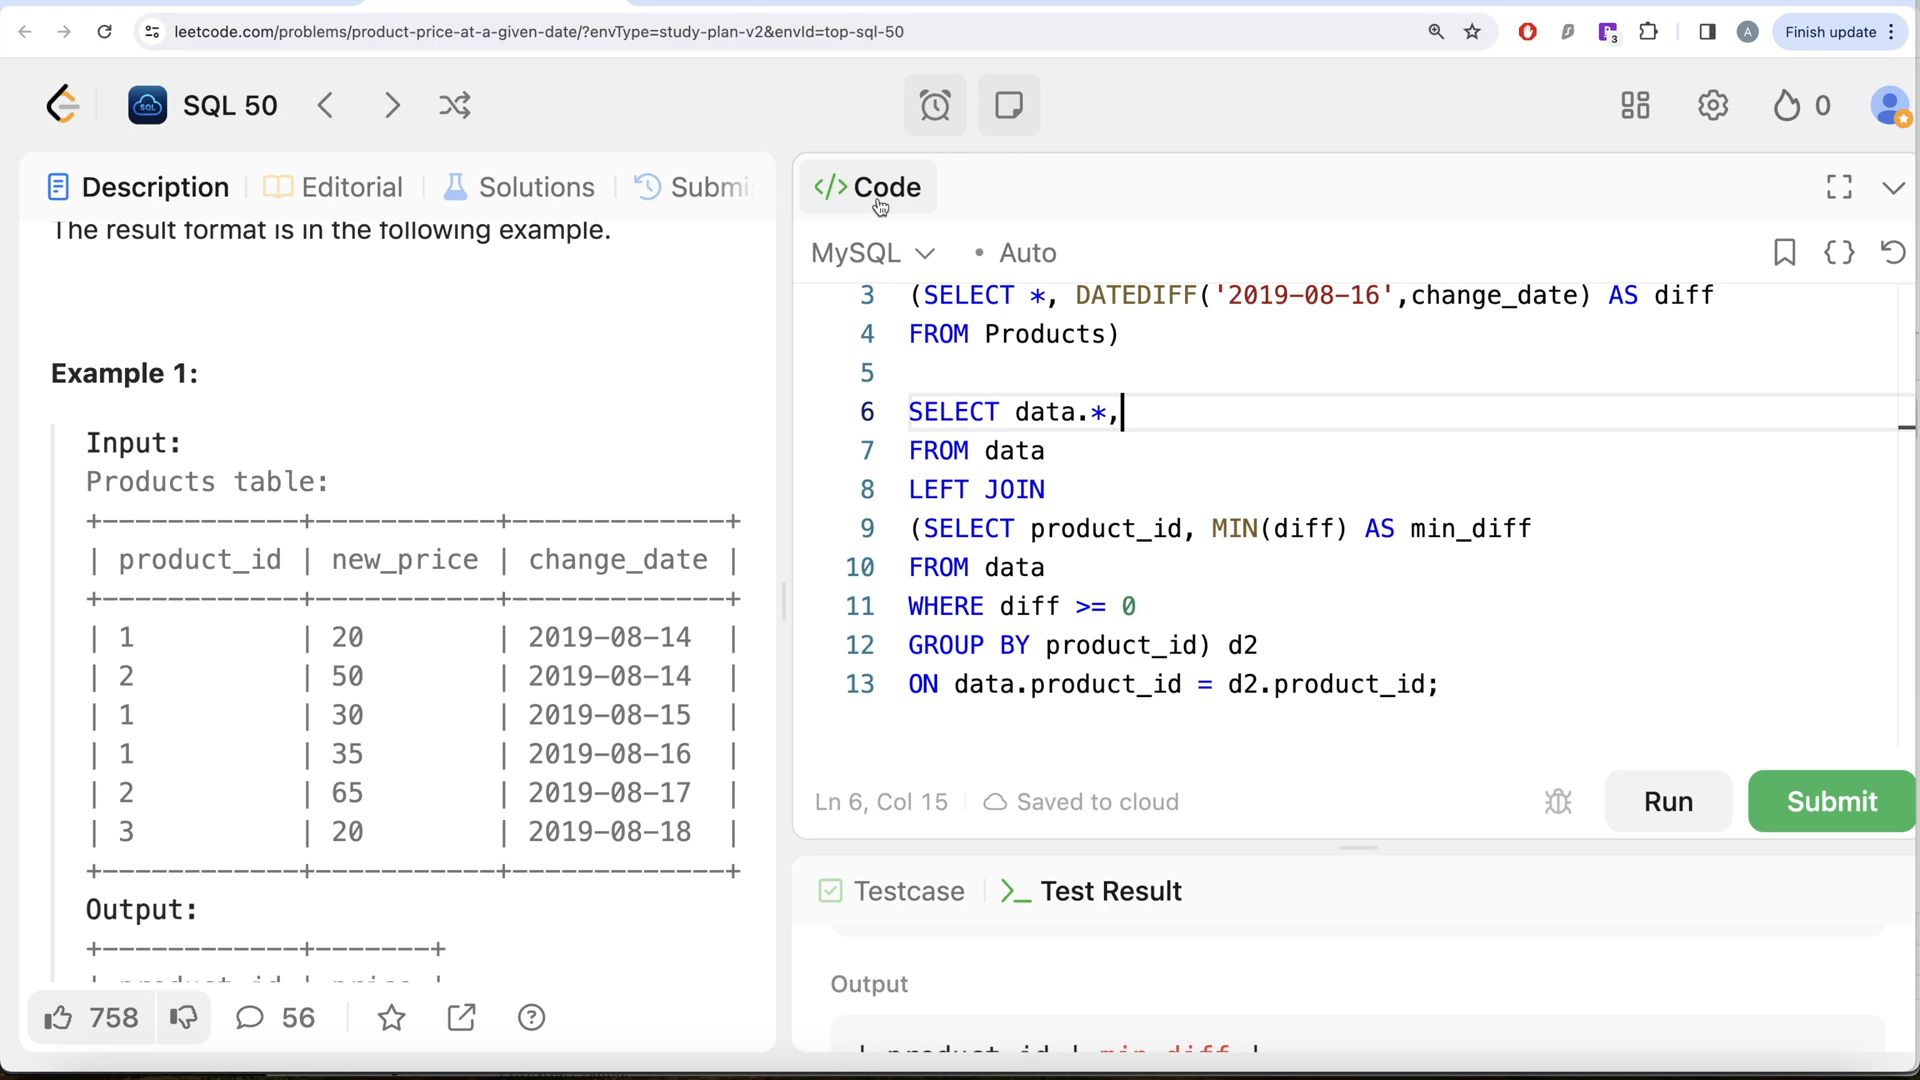 leetcode.com/problems/product-price-at-a-given-date/?envType=study-plan-v2&envId=top-sql-50
3
A
Finish update
SQL
SQL 50
0
Description
Editorial
Solutions
Submi
The result format is in the following example.
Example 1:
Input:
Products table:
+------------+-----------+-------------+
| product_id | new_price | change_date |
+------------+-----------+-------------+
| 1 | 20 | 2019-08-14 |
| 2 | 50 | 2019-08-14 |
| 1 | 30 | 2019-08-15 |
| 1 | 35 | 2019-08-16 |
| 2 | 65 | 2019-08-17 |
| 3 | 20 | 2019-08-18 |
+------------+-----------+-------------+
Output:
+------------+-------+
| product_id | price |
758
56
</> Code
MySQL • Auto
3 (SELECT *, DATEDIFF('2019-08-16',change_date) AS diff
4 FROM Products)
5
6 SELECT data.*,
7 FROM data
8 LEFT JOIN
9 (SELECT product_id, MIN(diff) AS min_diff
10 FROM data
11 WHERE diff >= 0
12 GROUP BY product_id) d2
13 ON data.product_id = d2.product_id;
Ln 6, Col 15
Saved to cloud
Run
Submit
Testcase
>_ Test Result
Output
| product_id | min_diff |